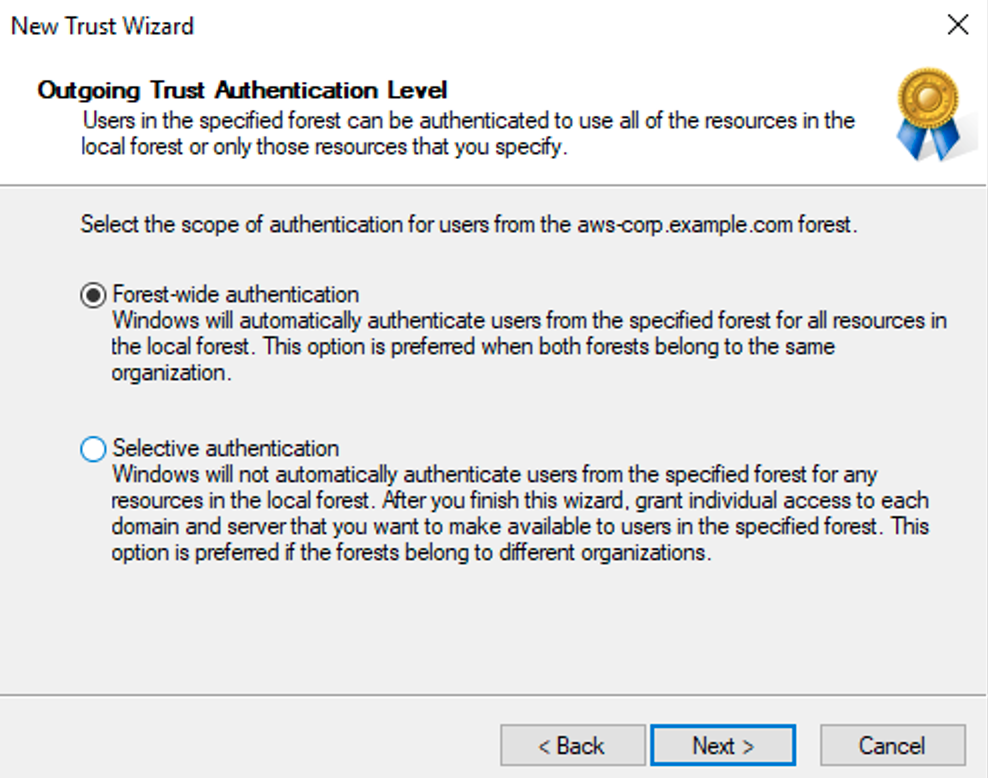 New Trust Wizard
Outgoing Trust Authentication Level
Users in the specified forest can be authenticated to use all of the resources in the
local forest or only those resources that you specify.
Select the scope of authentication for users from the aws-corp.example.com forest.
Forest-wide authentication
Windows will automatically authenticate users from the specified forest for all resources in
the local forest. This option is preferred when both forests belong to the same
organization.
Selective authentication
Windows will not automatically authenticate users from the specified forest for any
resources in the local forest. After you finish this wizard, grant individual access to each
domain and server that you want to make available to users in the specified forest. This
option is preferred if the forests belong to different organizations.
< Back
Next >
Cancel